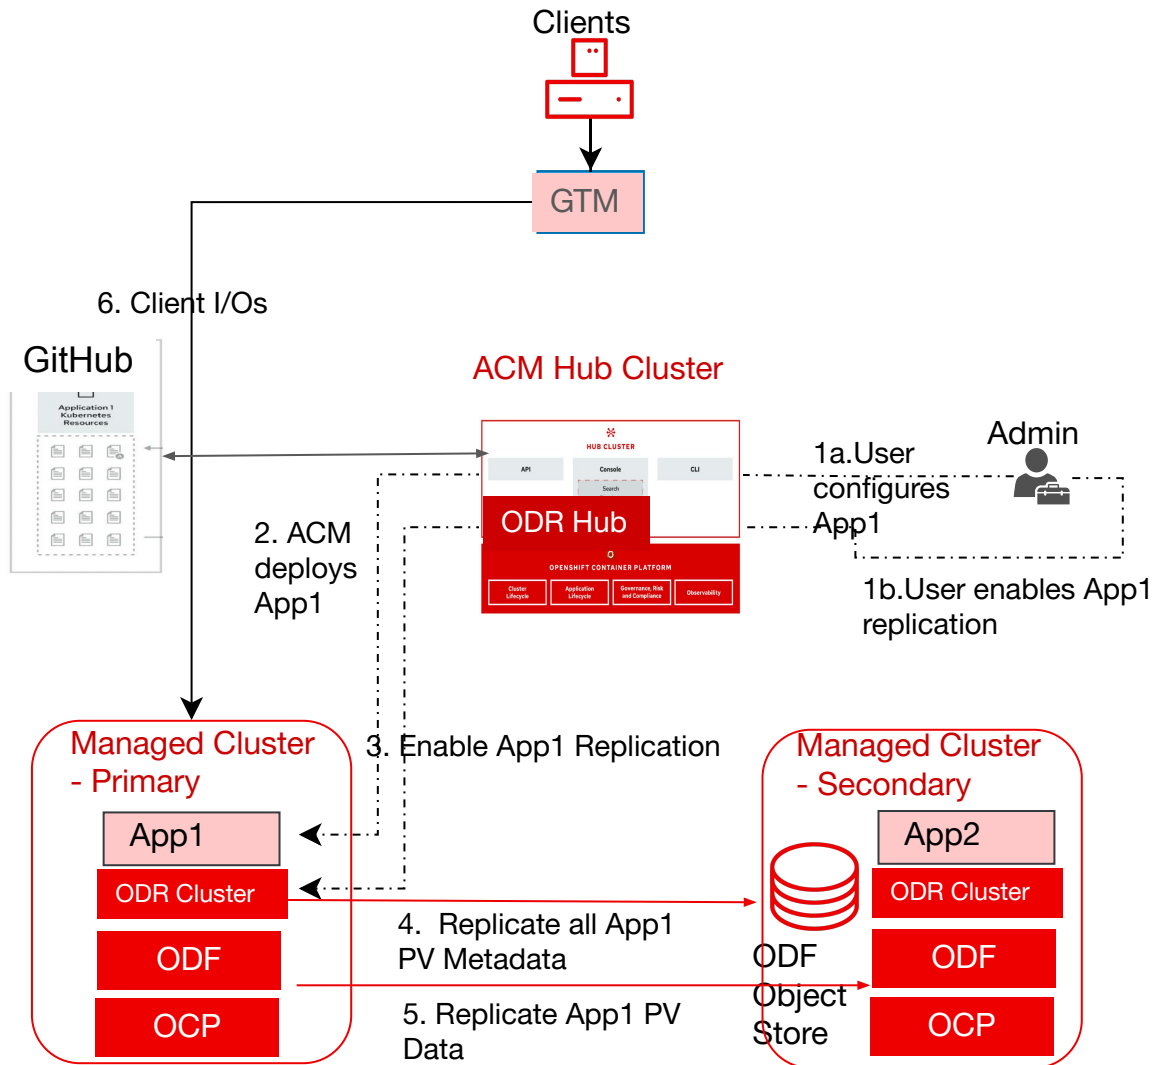 Clients
GTM
6. Client I/Os
GitHub
Application 1
Kubernetes
Resources
ACM Hub Cluster
HUB CLUSTER
API
Console
CLI
Search
ODR Hub
OPENSHIFT CONTAINER PLATFORM
Cluster
Lifecycle
Application
Lifecycle
Governance, Risk
and Compliance
Observability
Admin
1a.User
configures
App1
1b.User enables App1
replication
2. ACM
deploys
App1
3. Enable App1 Replication
Managed Cluster
- Primary
App1
ODR Cluster
ODF
OCP
4. Replicate all App1
PV Metadata
5. Replicate App1 PV
Data
Managed Cluster
- Secondary
App2
ODR Cluster
ODF
OCP
ODF
Object
Store